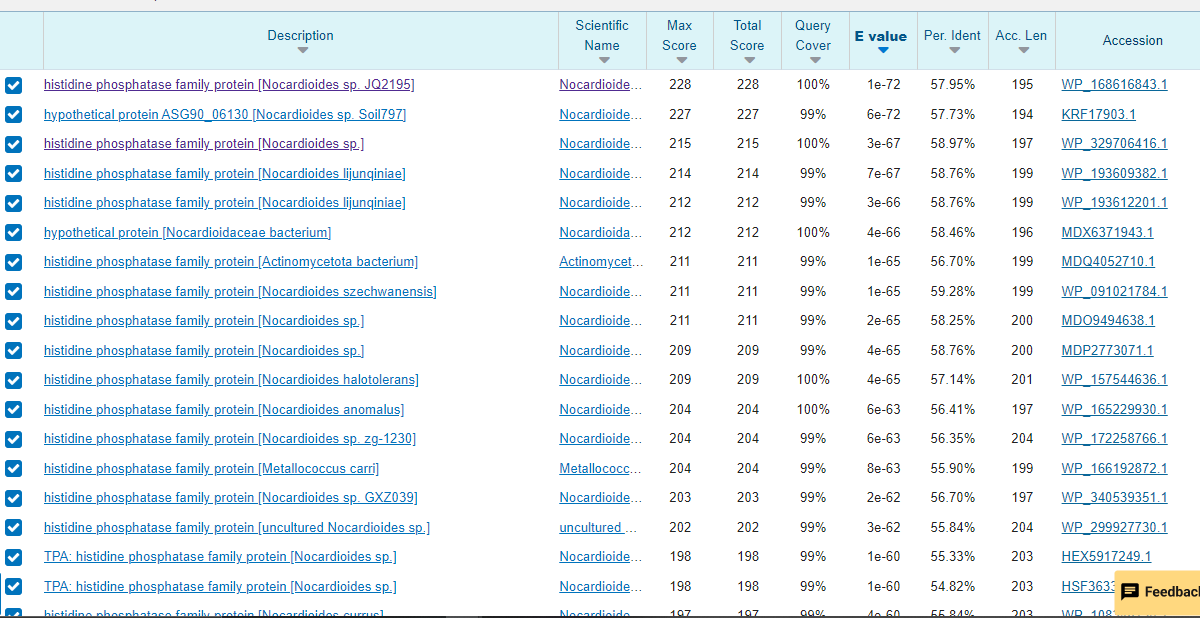 Description Scientific Name Max Score Total Score Query Cover E value Per. Ident Acc. Len Accession
histidine phosphatase family protein [Nocardioides sp. JQ2195] Nocardioide... 228 228 100% 1e-72 57.95% 195 WP_168616843.1
hypothetical protein ASG90_06130 [Nocardioides sp. Soil797] Nocardioide... 227 227 99% 6e-72 57.73% 194 KRF17903.1
histidine phosphatase family protein [Nocardioides sp.] Nocardioide... 215 215 100% 3e-67 58.97% 197 WP_329706416.1
histidine phosphatase family protein [Nocardioides lijunqiniae] Nocardioide... 214 214 99% 7e-67 58.76% 199 WP_193609382.1
histidine phosphatase family protein [Nocardioides lijunqiniae] Nocardioide... 212 212 99% 3e-66 58.76% 199 WP_193612201.1
hypothetical protein [Nocardioidaceae bacterium] Nocardioida... 212 212 100% 4e-66 58.46% 196 MDX6371943.1
histidine phosphatase family protein [Actinomycetota bacterium] Actinomycet... 211 211 99% 1e-65 56.70% 199 MDQ4052710.1
histidine phosphatase family protein [Nocardioides szechwanensis] Nocardioide... 211 211 99% 1e-65 59.28% 199 WP_091021784.1
histidine phosphatase family protein [Nocardioides sp.] Nocardioide... 211 211 99% 2e-65 58.25% 200 MDO9494638.1
histidine phosphatase family protein [Nocardioides sp.] Nocardioide... 209 209 99% 4e-65 58.76% 200 MDP2773071.1
histidine phosphatase family protein [Nocardioides halotolerans] Nocardioide... 209 209 100% 4e-65 57.14% 201 WP_157544636.1
histidine phosphatase family protein [Nocardioides anomalus] Nocardioide... 204 204 100% 6e-63 56.41% 197 WP_165229930.1
histidine phosphatase family protein [Nocardioides sp. zg-1230] Nocardioide... 204 204 99% 6e-63 56.35% 204 WP_172258766.1
histidine phosphatase family protein [Metallococcus carri] Metallococc... 204 204 99% 8e-63 55.90% 199 WP_166192872.1
histidine phosphatase family protein [Nocardioides sp. GXZ039] Nocardioide... 203 203 99% 2e-62 56.70% 197 WP_340539351.1
histidine phosphatase family protein [uncultured Nocardioides sp.] uncultured ... 202 202 99% 3e-62 55.84% 204 WP_299927730.1
TPA: histidine phosphatase family protein [Nocardioides sp.] Nocardioide... 198 198 99% 1e-60 55.33% 203 HEX5917249.1
TPA: histidine phosphatase family protein [Nocardioides sp.] Nocardioide... 198 198 99% 1e-60 54.82% 203 HSF3633
histidine phosphatase family protein [Nocardioides currus] Nocardioide 197 197 99% 4e-60 55.84% 203
Feedback